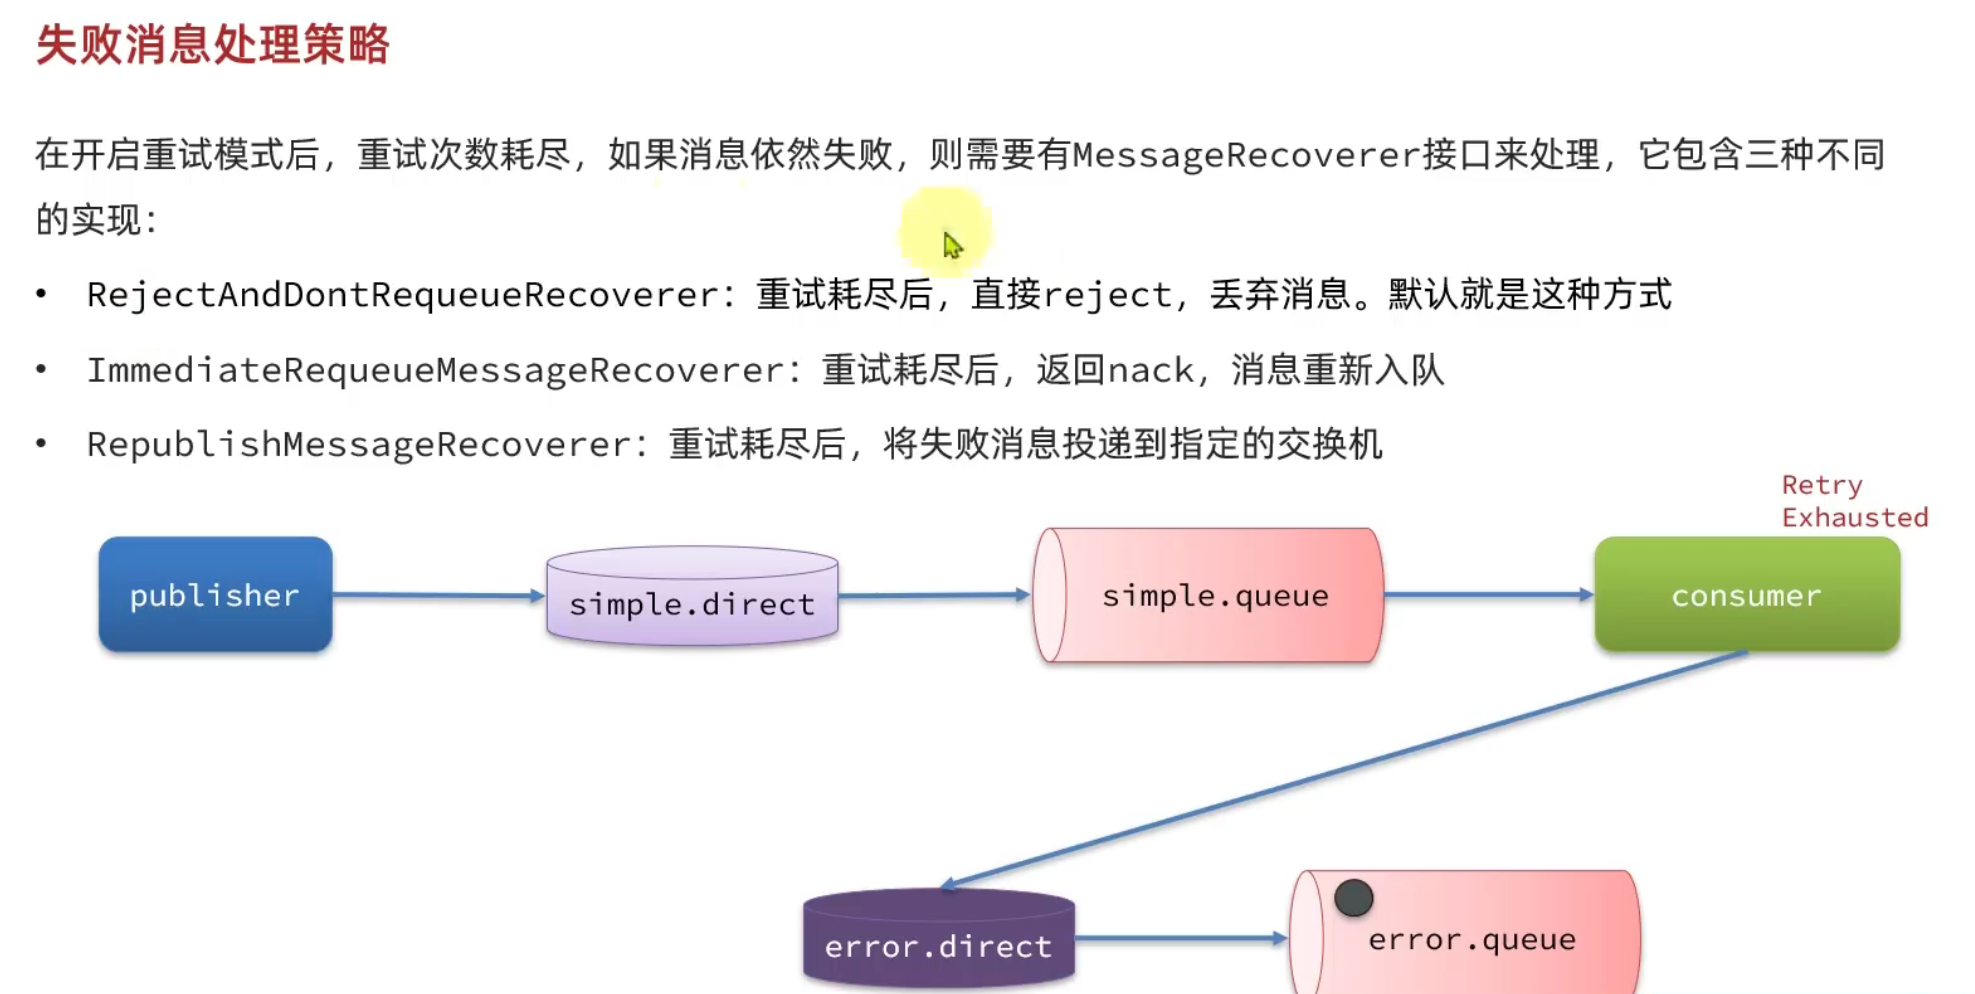 失败消息处理策略
在开启重试模式后，重试次数耗尽，如果消息依然失败，则需要有MessageRecoverer接口来处理，它包含三种不同
的实现：
• RejectAndDontRequeueRecoverer：重试耗尽后，直接reject，丢弃消息。默认就是这种方式
• ImmediateRequeueMessageRecoverer：重试耗尽后，返回nack，消息重新入队
• RepublishMessageRecoverer：重试耗尽后，将失败消息投递到指定的交换机
Retry
Exhausted
publisher
simple.direct
simple.queue
consumer
error.direct
error.queue